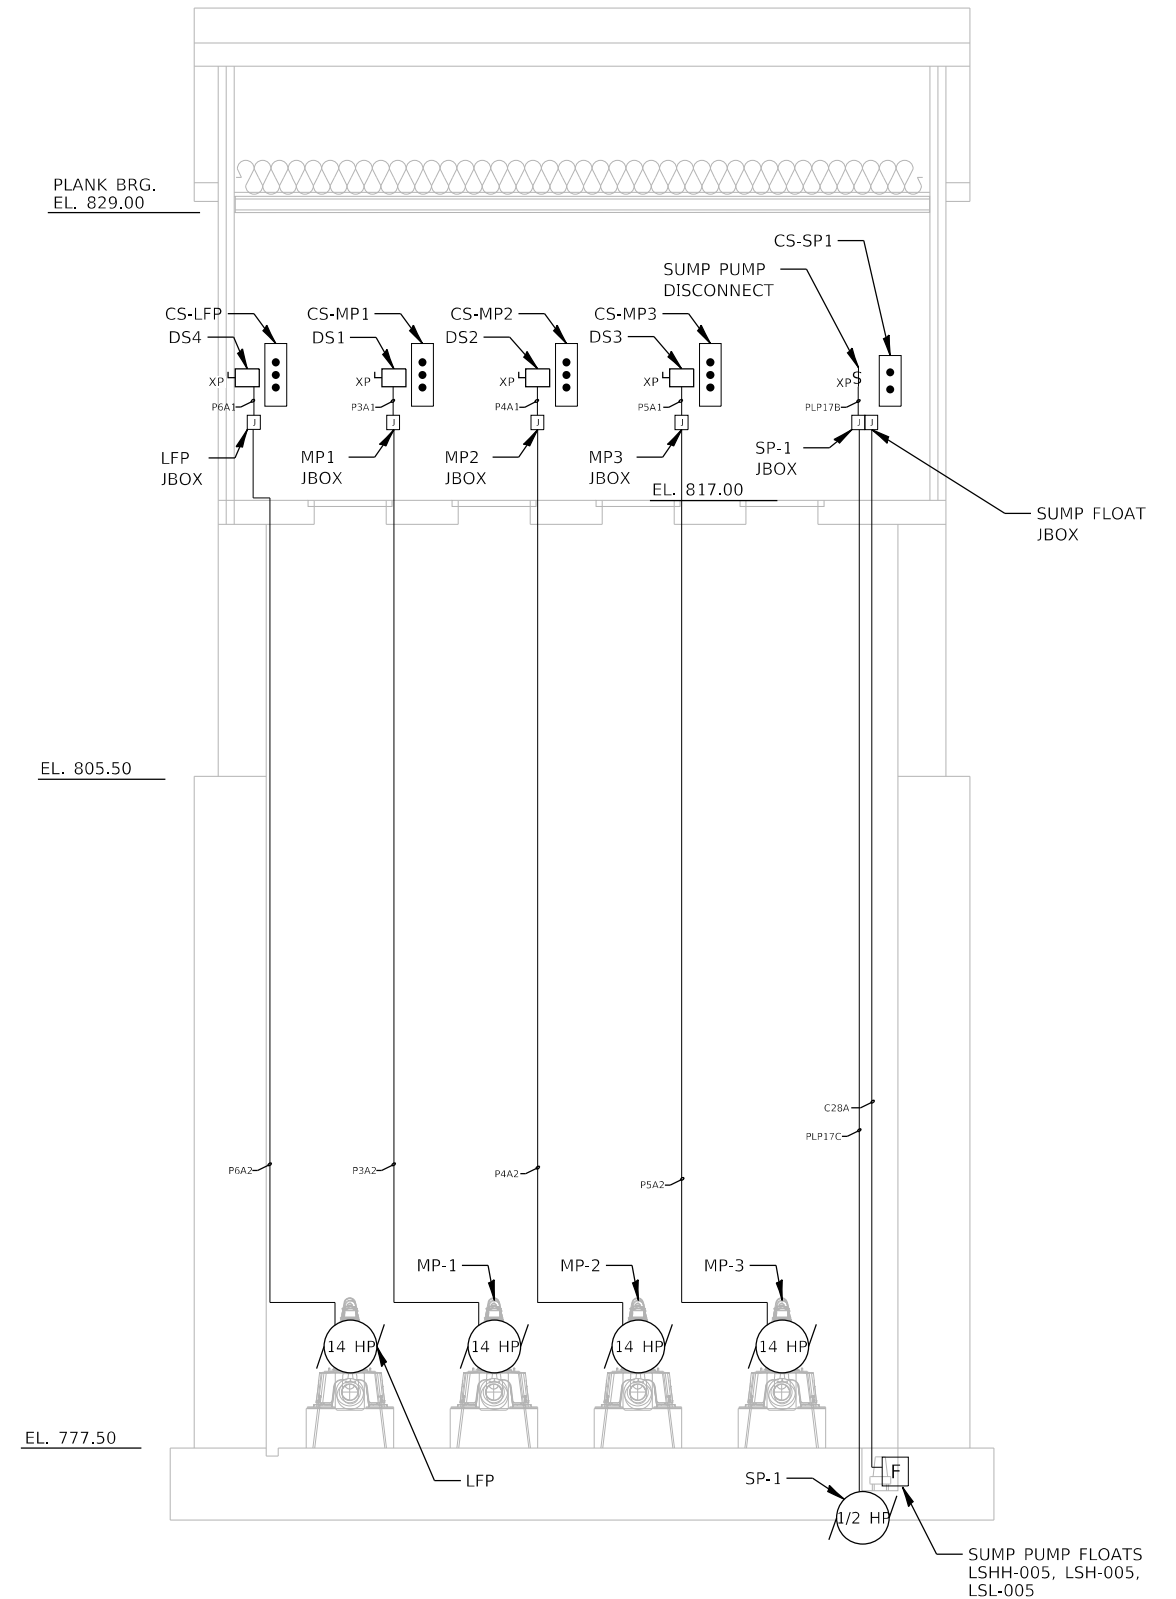 PLANK BRG.
EL. 829.00
CS-SP1
SUMP PUMP
DISCONNECT
CS-LFP
CS-MP1
CS-MP2
CS-MP3
DS4
DS1
DS2
DS3
XP
XP
XP
XP
XP
S
P6A1
P3A1
P4A1
P5A1
PLP17B
J
J
J
J
J
J
LFP
JBOX
MP1
JBOX
MP2
JBOX
MP3
JBOX
SP-1
JBOX
EL. 817.00
SUMP FLOAT
JBOX
EL. 805.50
C28A
PLP17C
P6A2
P3A2
P4A2
P5A2
MP-1
MP-2
MP-3
14 HP
14 HP
14 HP
14 HP
EL. 777.50
LFP
SP-1
F
1/2 HP
SUMP PUMP FLOATS
LSHH-005, LSH-005,
LSL-005